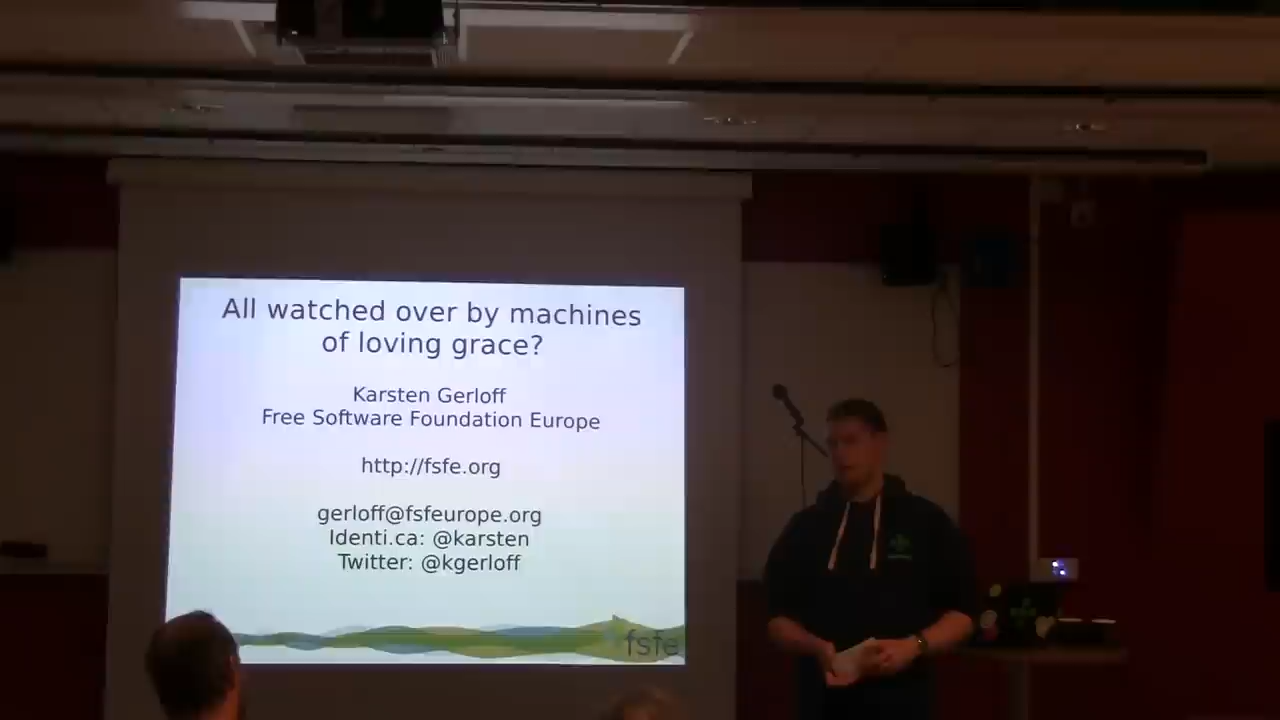 All watched over by machines
of loving grace?
Karsten Gerloff
Free Software Foundation Europe
http://fsfe.org
gerloff@fsfeurope.org
Identi.ca: @karsten
Twitter: @kgerloff
fsfe